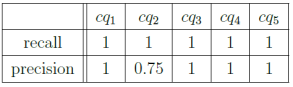 cq1 cq2 cq3 cq4 cq5
recall 1 1 1 1 1
precision 1 0.75 1 1 1